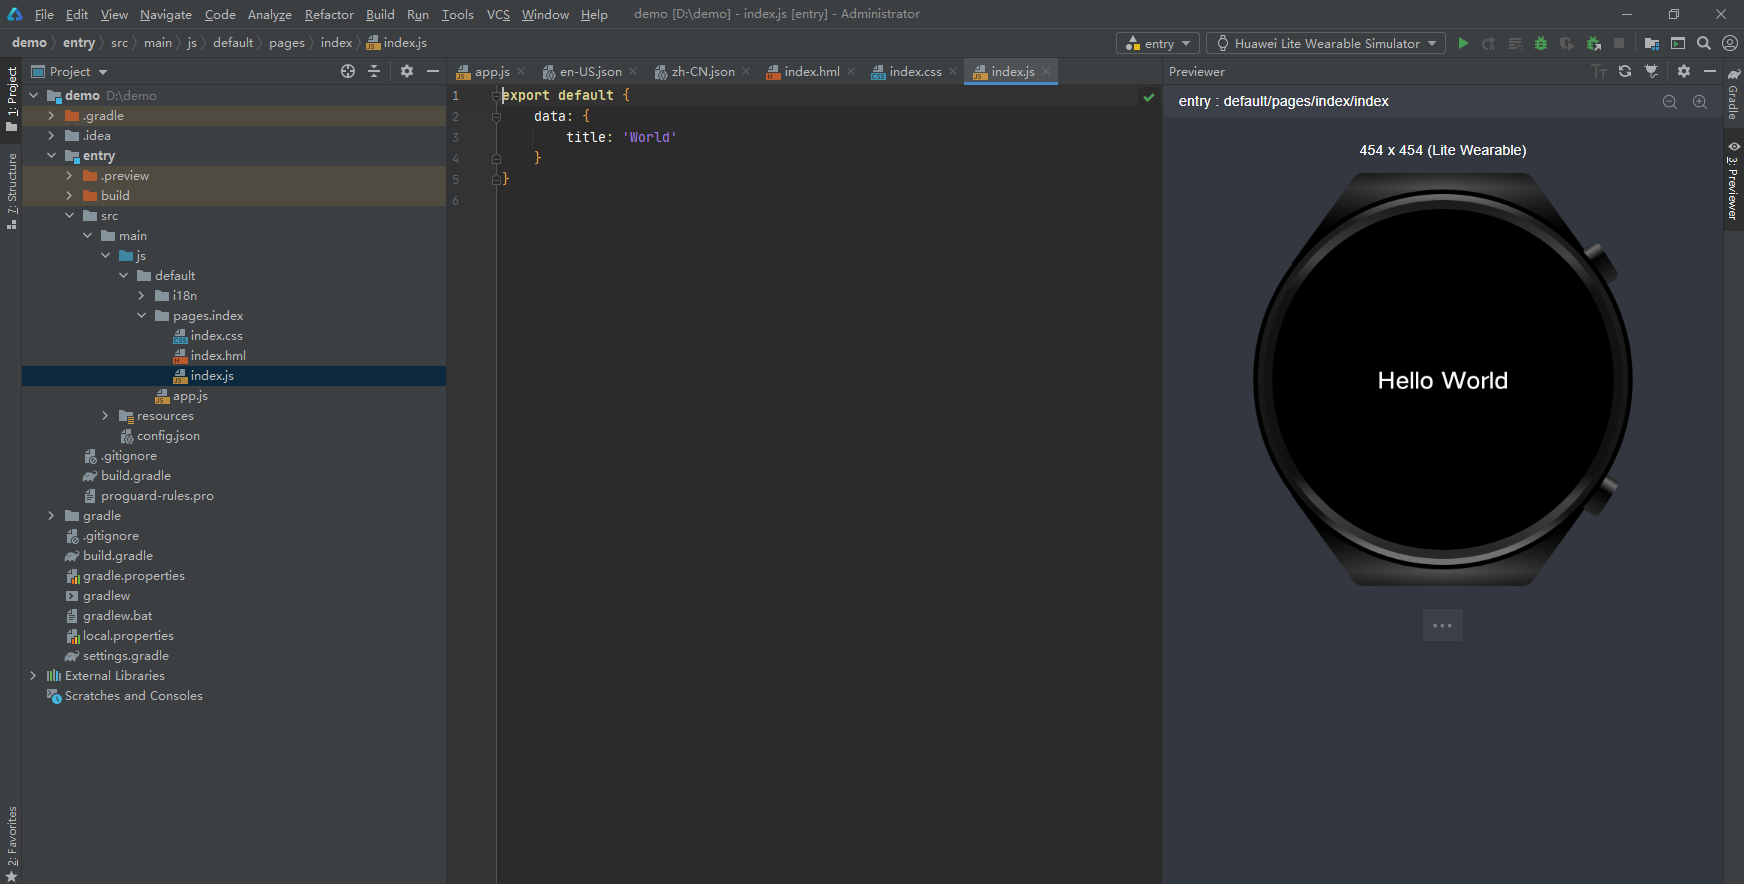 File Edit View Navigate Code Analyze Refactor Build Run Tools VCS Window Help demo [D:\demo] - index.js [entry] - Administrator
demo entry src main js default pages index index.js entry Huawei Lite Wearable Simulator
1: Project
7: Structure
2: Favorites
Project
demo D:\demo
.gradle
.idea
entry
.preview
build
src
main
js
default
i18n
pages.index
index.css
index.hml
index.js
app.js
resources
config.json
.gitignore
build.gradle
proguard-rules.pro
gradle
.gitignore
build.gradle
gradle.properties
gradlew
gradlew.bat
local.properties
settings.gradle
External Libraries
Scratches and Consoles
app.js en-US.json zh-CN.json index.hml index.css index.js
1 export default {
2 data: {
3 title: 'World'
4 }
5 }
6
Previewer
entry : default/pages/index/index
454 x 454 (Lite Wearable)
Hello World
Gradle
3: Previewer